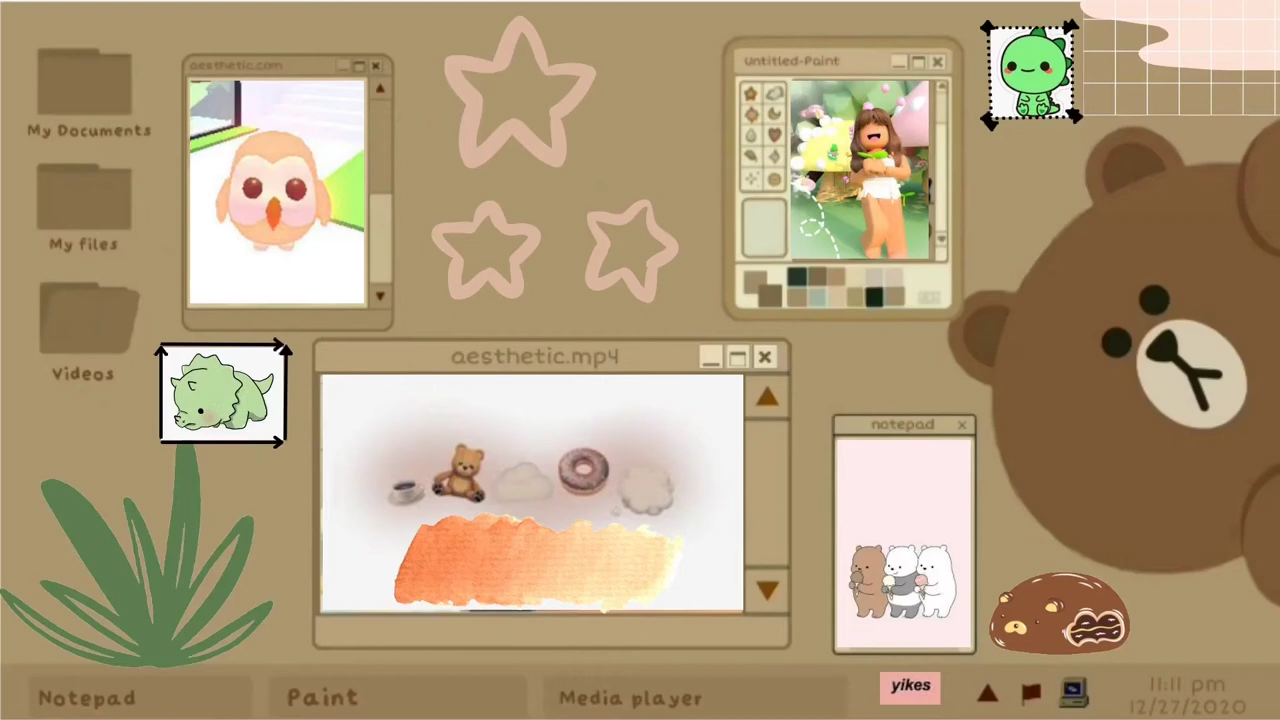 aesthetic.com
untitled-Paint
My Documents
My files
Videos
aesthetic.mp4
notepad
Notepad
Paint
Media player
yikes
11:11 pm
12/27/2020